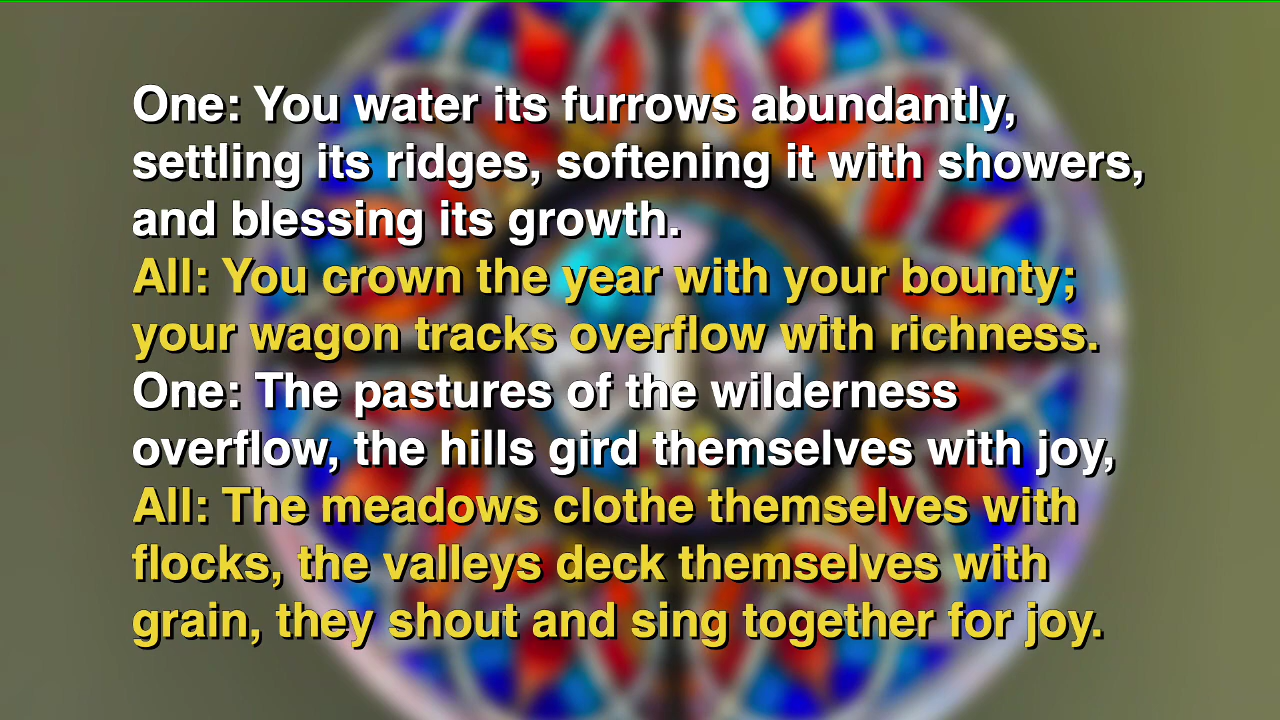 One: You water its furrows abundantly,
settling its ridges, softening it with showers,
and blessing its growth.
All: You crown the year with your bounty;
your wagon tracks overflow with richness.
One: The pastures of the wilderness
overflow, the hills gird themselves with joy,
All: The meadows clothe themselves with
flocks, the valleys deck themselves with
grain, they shout and sing together for joy.